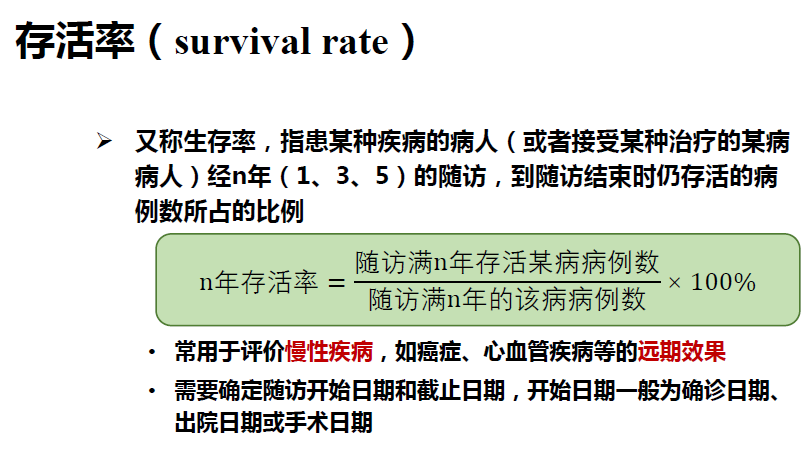 存活率（survival rate）
➢ 又称生存率，指患某种疾病的病人（或者接受某种治疗的某病
病人）经n年（1、3、5）的随访，到随访结束时仍存活的病
例数所占的比例
n年存活率 = 随访满n年存活某病病例数 / 随访满n年的该病病例数 × 100%
• 常用于评价慢性疾病，如癌症、心血管疾病等的远期效果
• 需要确定随访开始日期和截止日期，开始日期一般为确诊日期、
出院日期或手术日期